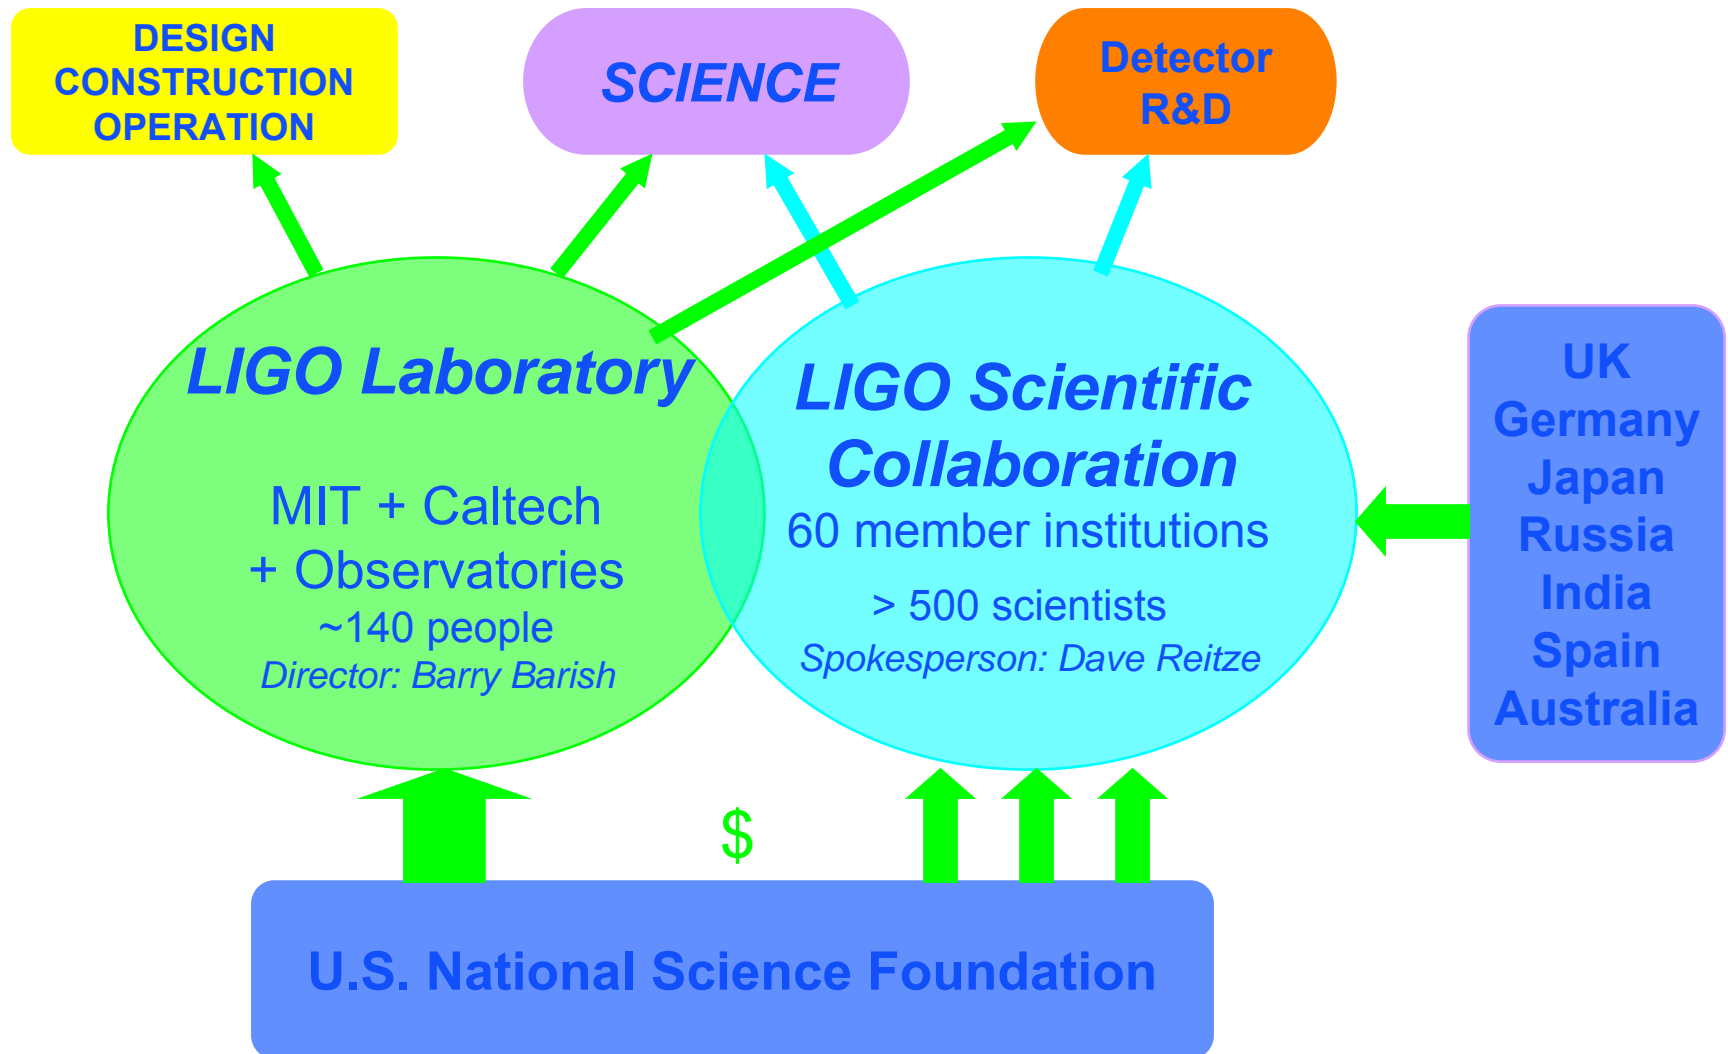 DESIGN
CONSTRUCTION
OPERATION
SCIENCE
Detector
R&D
LIGO Laboratory
MIT + Caltech
+ Observatories
~140 people
Director: Barry Barish
LIGO Scientific
Collaboration
60 member institutions
> 500 scientists
Spokesperson: Dave Reitze
UK
Germany
Japan
Russia
India
Spain
Australia
$
U.S. National Science Foundation